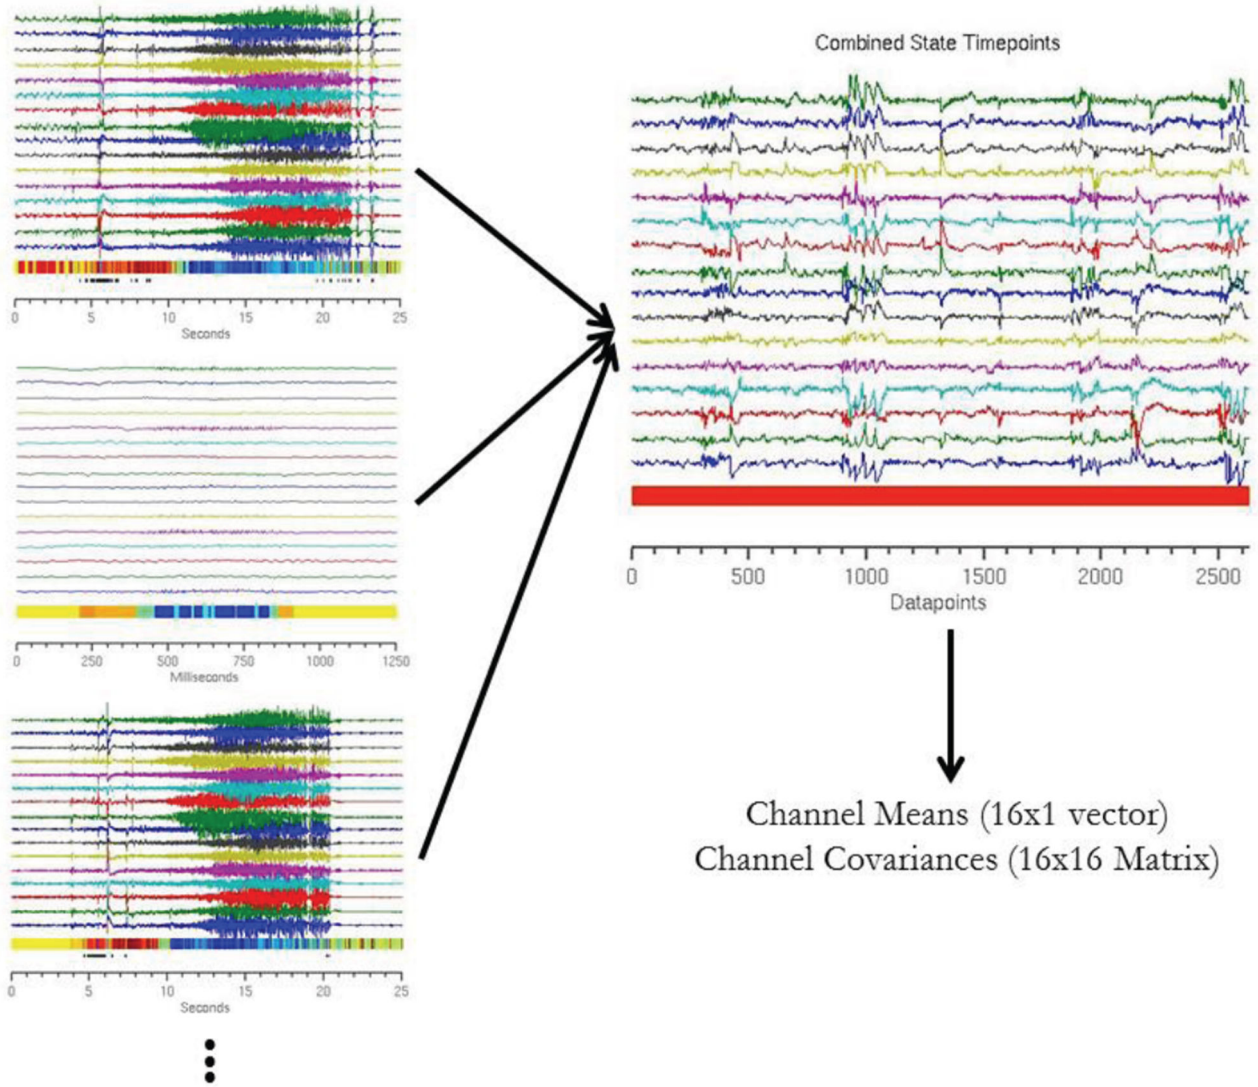 0 5 10 15 20 25
Seconds
0 250 500 750 1000 1250
Milliseconds
0 5 10 15 20 25
Seconds
Combined State Timepoints
0 500 1000 1500 2000 2500
Datapoints
Channel Means (16x1 vector)
Channel Covariances (16x16 Matrix)